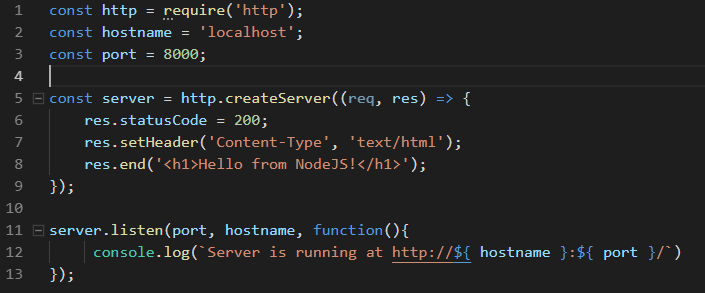 1 const http = require('http');
2 const hostname = 'localhost';
3 const port = 8000;
4
5 const server = http.createServer((req, res) => {
6     res.statusCode = 200;
7     res.setHeader('Content-Type', 'text/html');
8     res.end('<h1>Hello from NodeJS!</h1>');
9 });
10
11 server.listen(port, hostname, function(){
12      console.log(`Server is running at http://${ hostname }:${ port }/`)
13 });